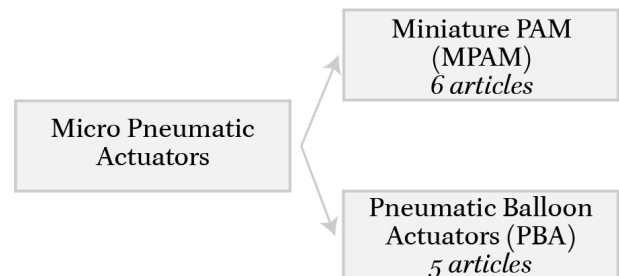 Miniature PAM
(MPAM)
6 articles
Micro Pneumatic
Actuators
Pneumatic Balloon
Actuators (PBA)
5 articles